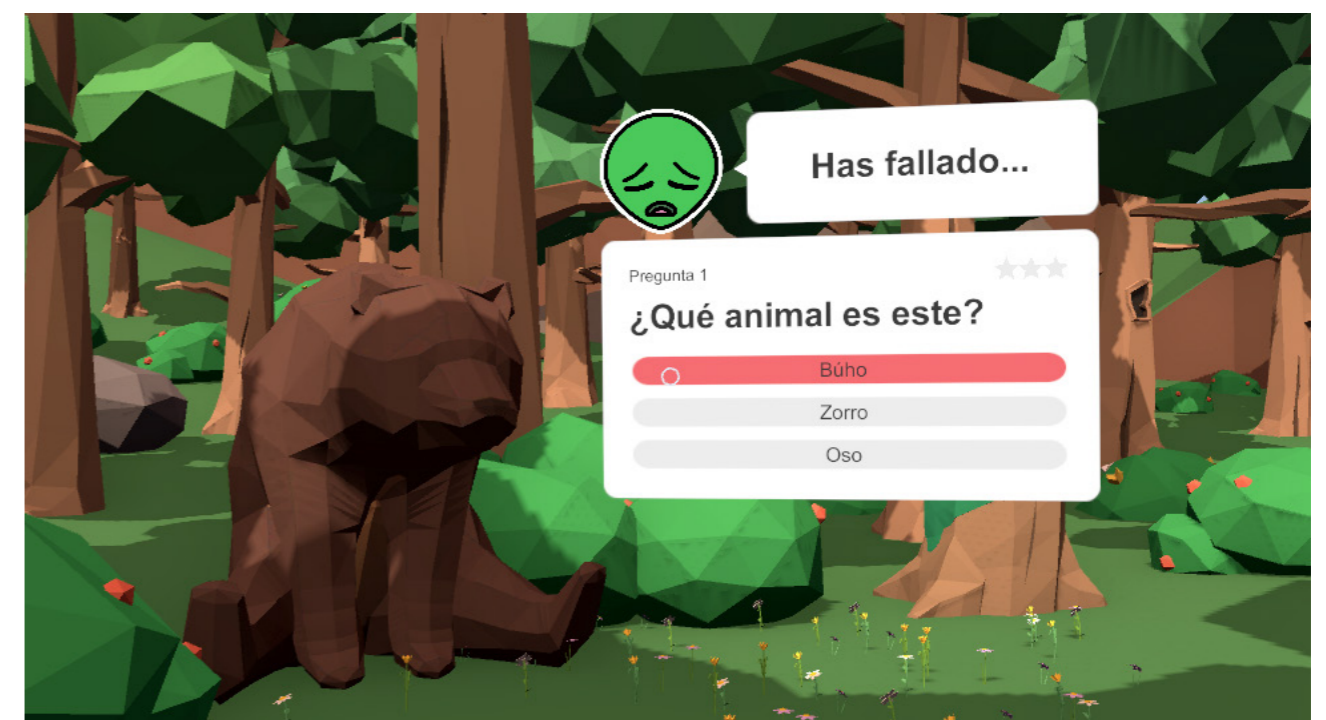 Has fallado...
Pregunta 1
¿Qué animal es este?
Búho
Zorro
Oso